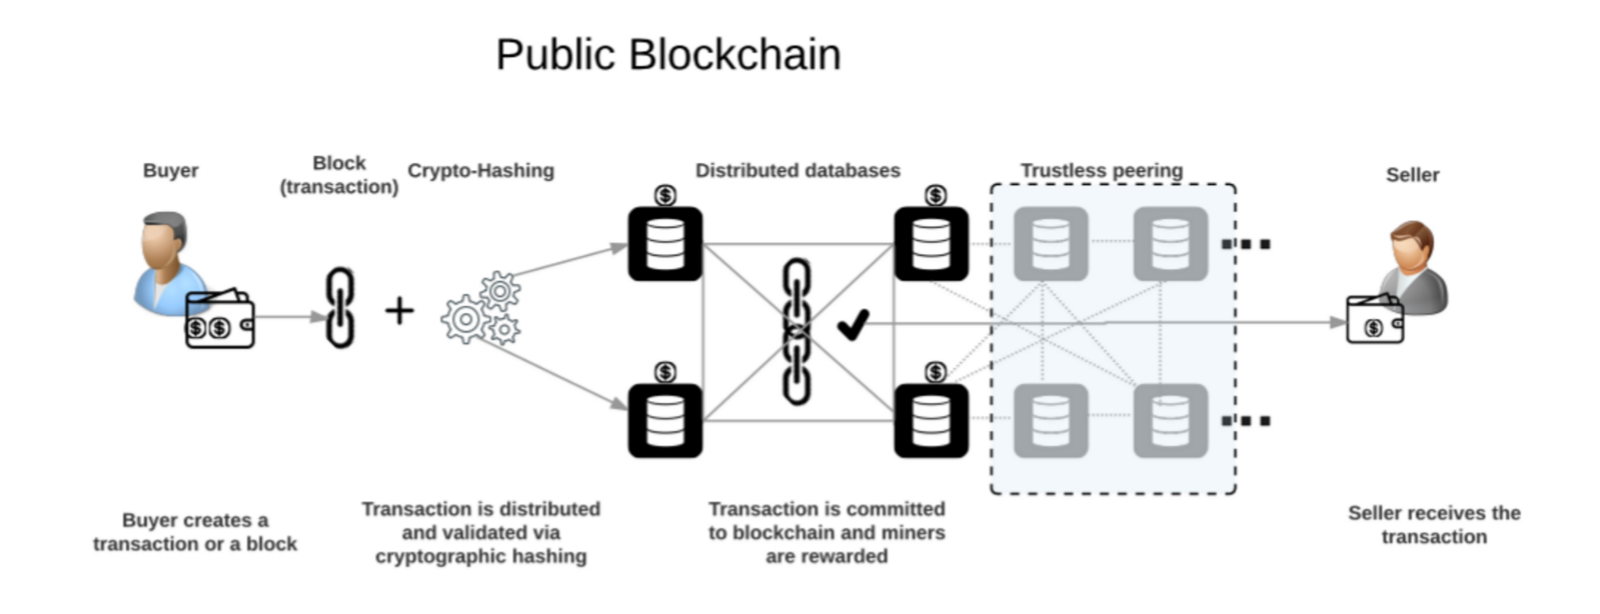 Public Blockchain
Buyer
Block
(transaction)
Crypto-Hashing
Distributed databases
Trustless peering
Seller
$
$
$ $
$
$
$
Buyer creates a
transaction or a block
Transaction is distributed
and validated via
cryptographic hashing
Transaction is committed
to blockchain and miners
are rewarded
Seller receives the
transaction